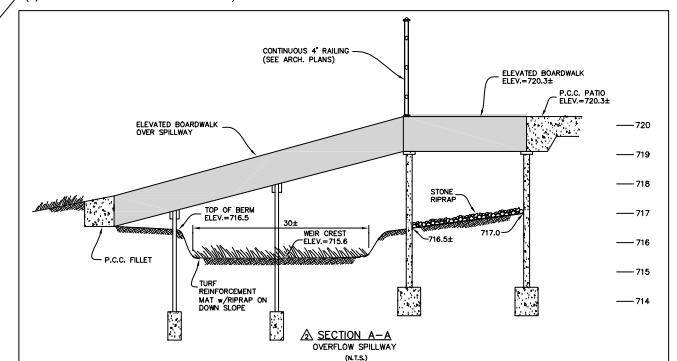 CONTINUOUS 4" RAILING
(SEE ARCH. PLANS)
ELEVATED BOARDWALK
ELEV.=720.3±
P.C.C. PATIO
ELEV.=720.3±
ELEVATED BOARDWALK
OVER SPILLWAY
720
719
718
717
716
715
714
STONE
RIPRAP
TOP OF BERM
ELEV.=716.5
30±
WEIR CREST
ELEV.=715.6
716.5±
717.0
P.C.C. FILLET
TURF
REINFORCEMENT
MAT w/RIPRAP ON
DOWN SLOPE
2 SECTION A-A
OVERFLOW SPILLWAY
(N.T.S.)